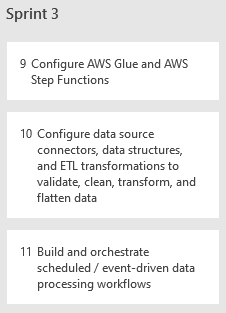 Sprint 3
9 Configure AWS Glue and AWS
Step Functions
10 Configure data source
connectors, data structures,
and ETL transformations to
validate, clean, transform, and
flatten data
11 Build and orchestrate
scheduled / event-driven data
processing workflows